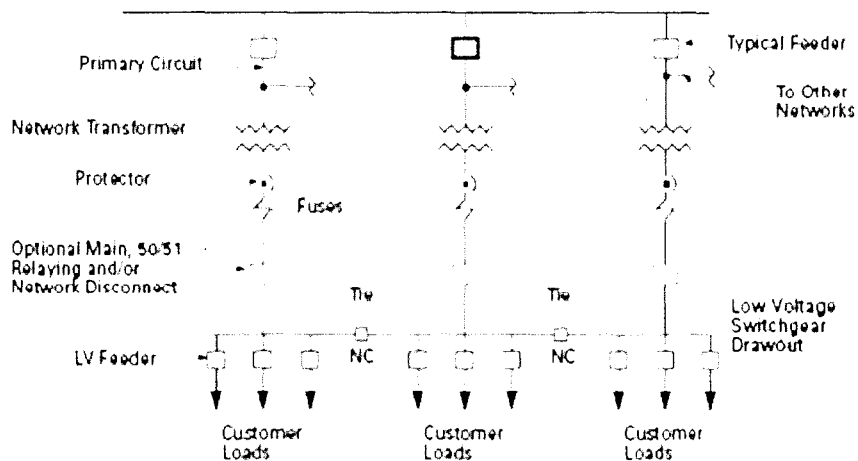 Typical Feeder
Primary Circuit
To Other
Networks
Network Transformer
Protector
Fuses
Optional Main, 50/51
Relaying and/or
Network Disconnect
Tie
Tie
Low Voltage
Switchgear
Drawout
LV Feeder
NC
NC
Customer
Loads
Customer
Loads
Customer
Loads